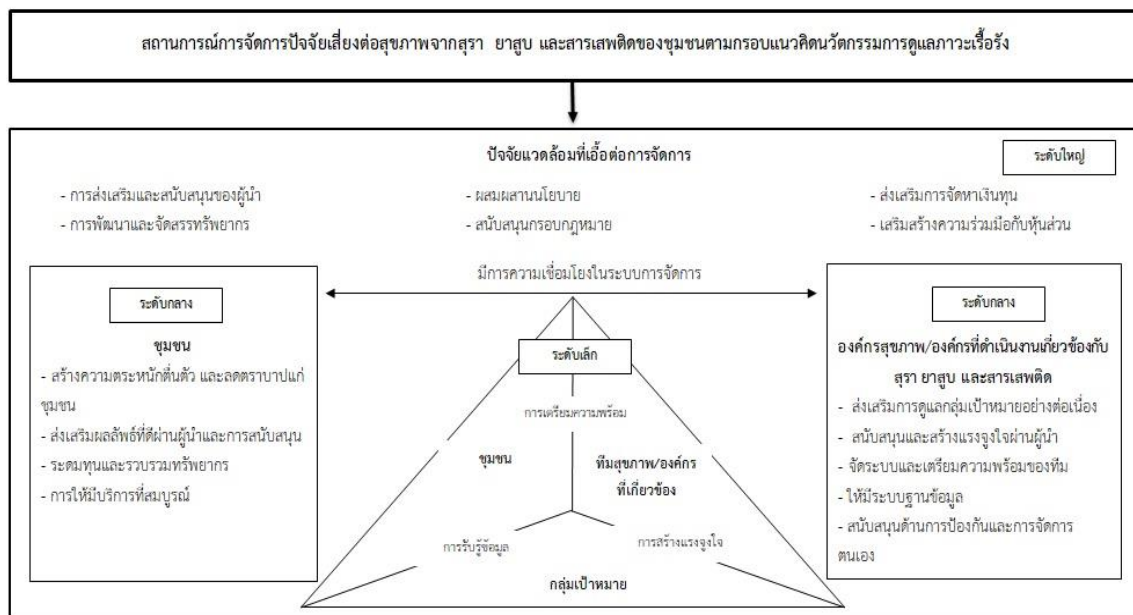 สถานการณ์การจัดการปัจจัยเสี่ยงต่อสุขภาพจากสุรา ยาสูบ และสารเสพติดของชุมชนตามกรอบแนวคิดนวัตกรรมการดูแลภาวะเรื้อรัง
ปัจจัยแวดล้อมที่เอื้อต่อการจัดการ
ระดับใหญ่
- การส่งเสริมและสนับสนุนของผู้นำ
- การพัฒนาและจัดสรรทรัพยากร
- ผสมผสานนโยบาย
- สนับสนุนกรอบกฎหมาย
- ส่งเสริมการจัดหาเงินทุน
- เสริมสร้างความร่วมมือกับหุ้นส่วน
มีการความเชื่อมโยงในระบบการจัดการ
ระดับกลาง
ชุมชน
- สร้างความตระหนักตื่นตัว และลดตราบาปแก่
ชุมชน
- ส่งเสริมผลลัพธ์ที่ดีผ่านผู้นำและการสนับสนุน
- ระดมทุนและรวบรวมทรัพยากร
- การให้มีบริการที่สมบูรณ์
ระดับเล็ก
การเตรียมความพร้อม
ชุมชน
ทีมสุขภาพ/องค์กร
ที่เกี่ยวข้อง
การรับรู้ข้อมูล
การสร้างแรงจูงใจ
กลุ่มเป้าหมาย
ระดับกลาง
องค์กรสุขภาพ/องค์กรที่ดำเนินงานเกี่ยวข้องกับ
สุรา ยาสูบ และสารเสพติด
- ส่งเสริมการดูแลกลุ่มเป้าหมายอย่างต่อเนื่อง
- สนับสนุนและสร้างแรงจูงใจผ่านผู้นำ
- จัดระบบและเตรียมความพร้อมของทีม
- ให้มีระบบฐานข้อมูล
- สนับสนุนด้านการป้องกันและการจัดการ
ตนเอง